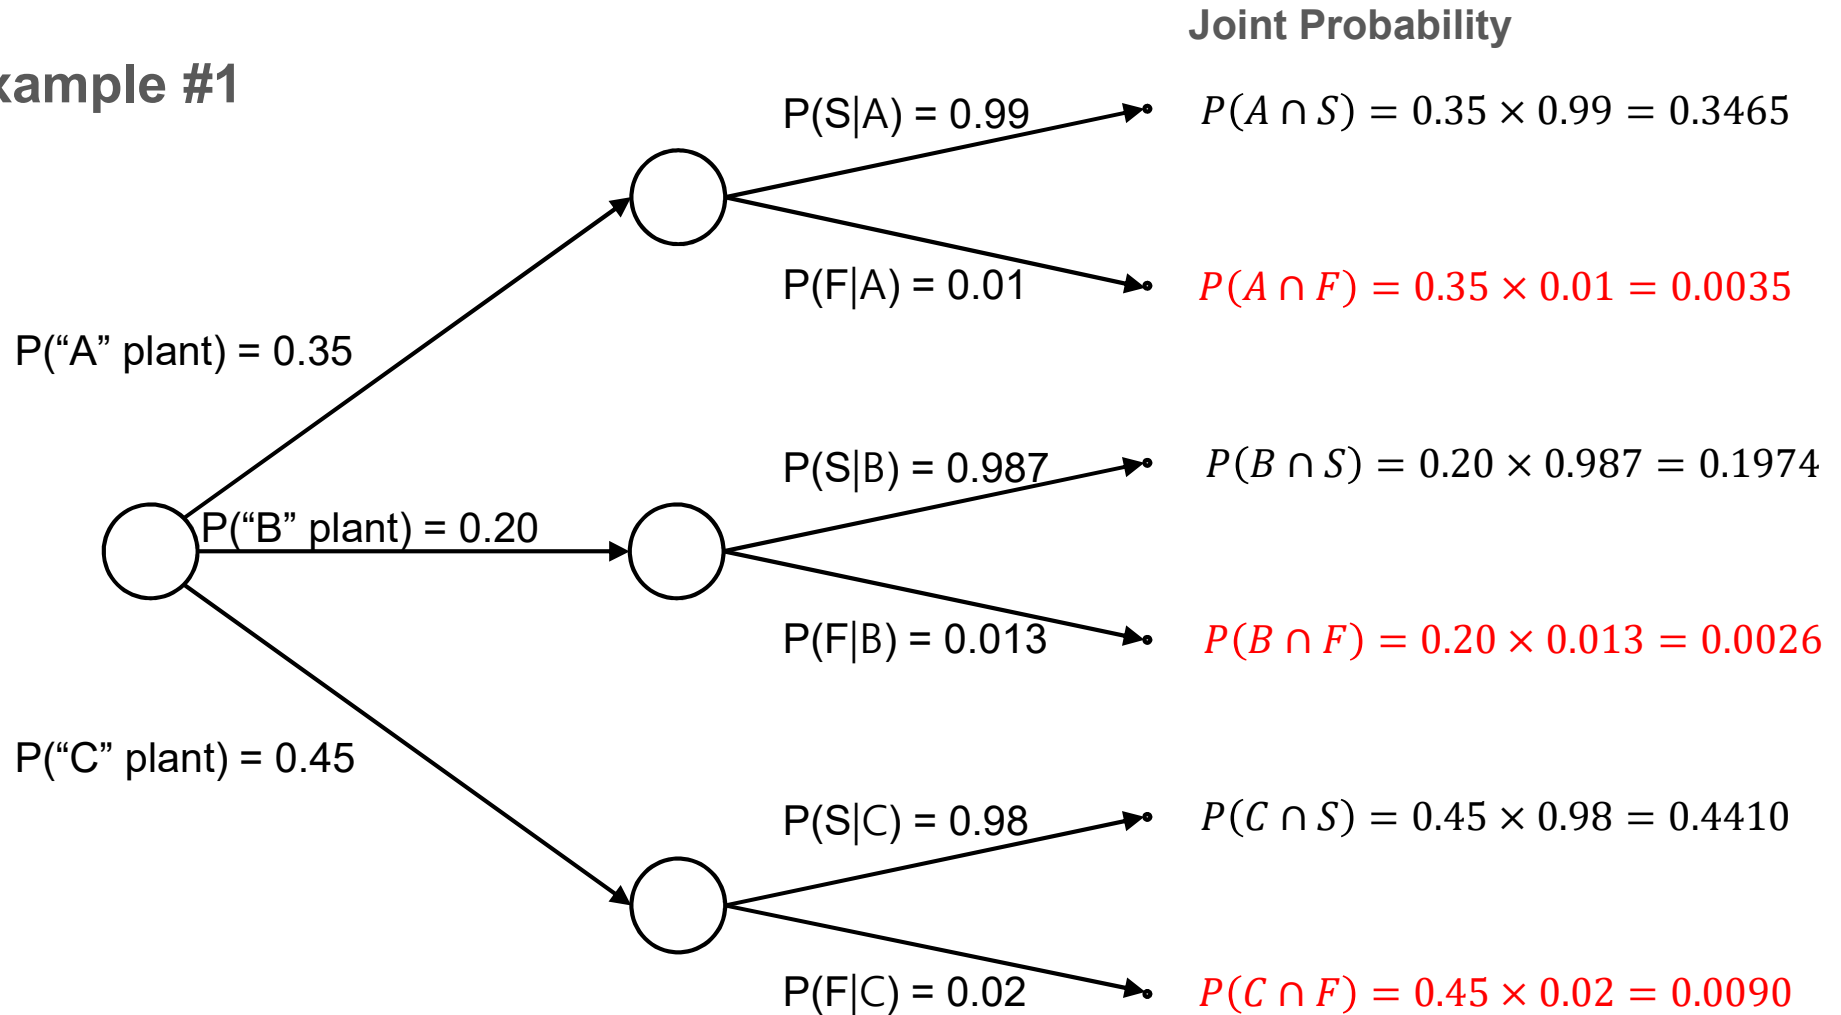 Joint Probability
xample #1
P(S|A) = 0.99
P(A ∩ S) = 0.35 × 0.99 = 0.3465
P(F|A) = 0.01
P(A ∩ F) = 0.35 × 0.01 = 0.0035
P(“A” plant) = 0.35
P(S|B) = 0.987
P(B ∩ S) = 0.20 × 0.987 = 0.1974
P(“B” plant) = 0.20
P(F|B) = 0.013
P(B ∩ F) = 0.20 × 0.013 = 0.0026
P(“C” plant) = 0.45
P(S|C) = 0.98
P(C ∩ S) = 0.45 × 0.98 = 0.4410
P(F|C) = 0.02
P(C ∩ F) = 0.45 × 0.02 = 0.0090